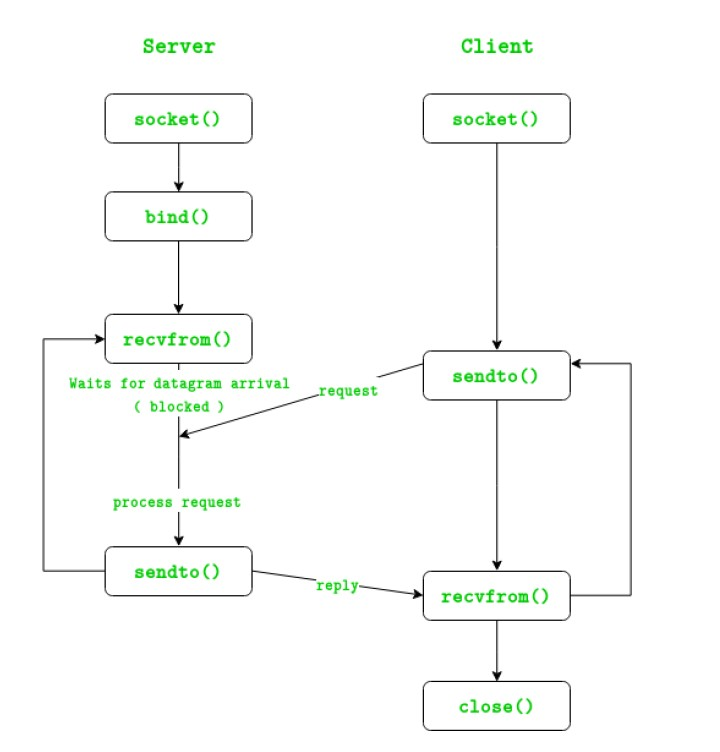 Server
Client
socket()
socket()
bind()
recvfrom()
Waits for datagram arrival
( blocked )
request
sendto()
process request
sendto()
reply
recvfrom()
close()